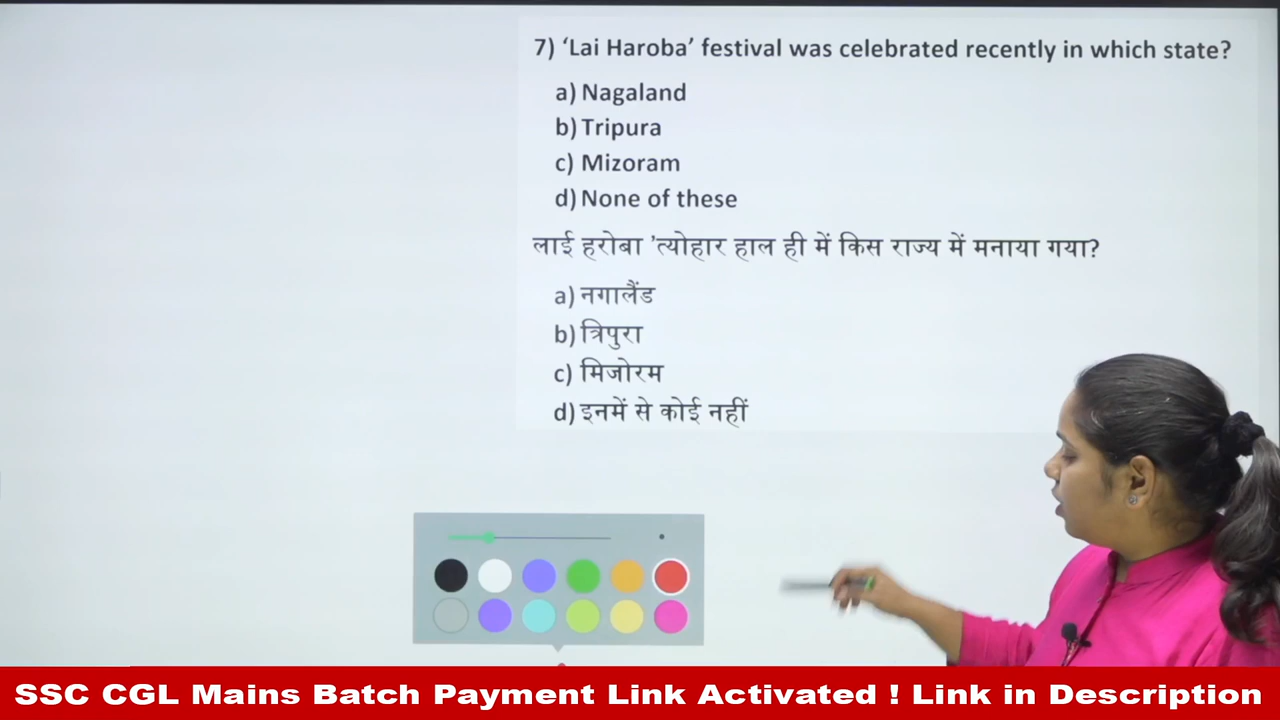 7) ‘Lai Haroba’ festival was celebrated recently in which state?
a) Nagaland
b) Tripura
c) Mizoram
d) None of these
लाई हरोबा ’त्योहार हाल ही में किस राज्य में मनाया गया?
a) नगालैंड
b) त्रिपुरा
c) मिजोरम
d) इनमें से कोई नहीं
SSC CGL Mains Batch Payment Link Activated ! Link in Description